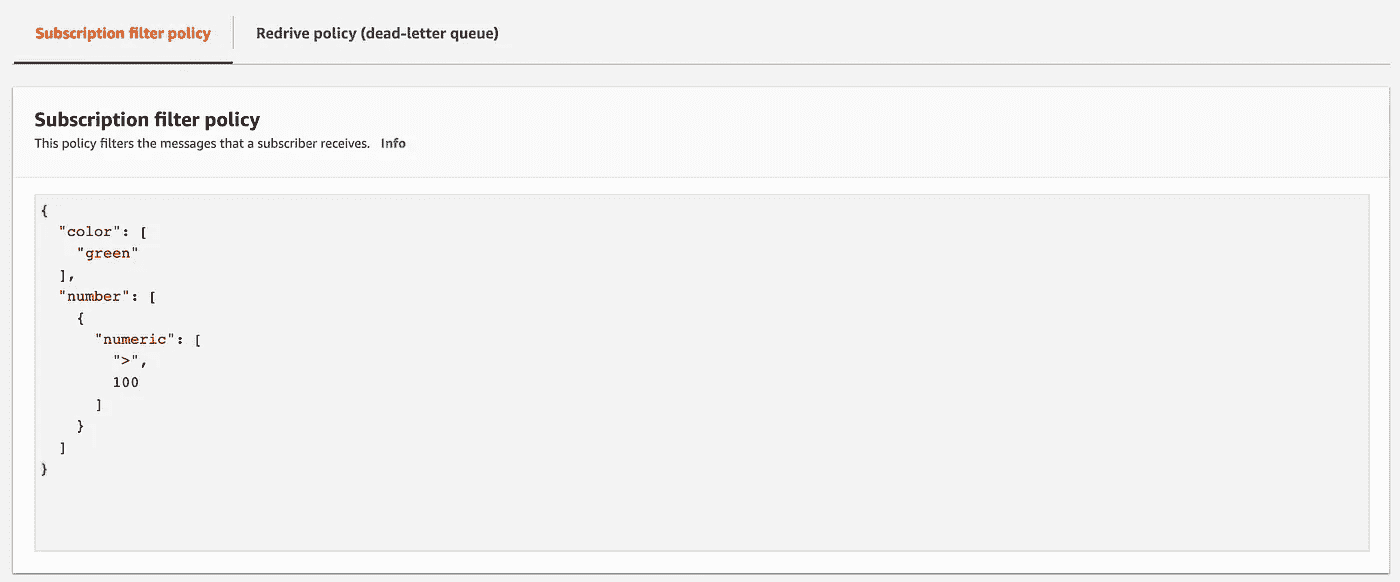 Subscription filter policy
Redrive policy (dead-letter queue)
Subscription filter policy
This policy filters the messages that a subscriber receives. Info
{
  "color": [
    "green"
  ],
  "number": [
    {
      "numeric": [
        ">",
        100
      ]
    }
  ]
}